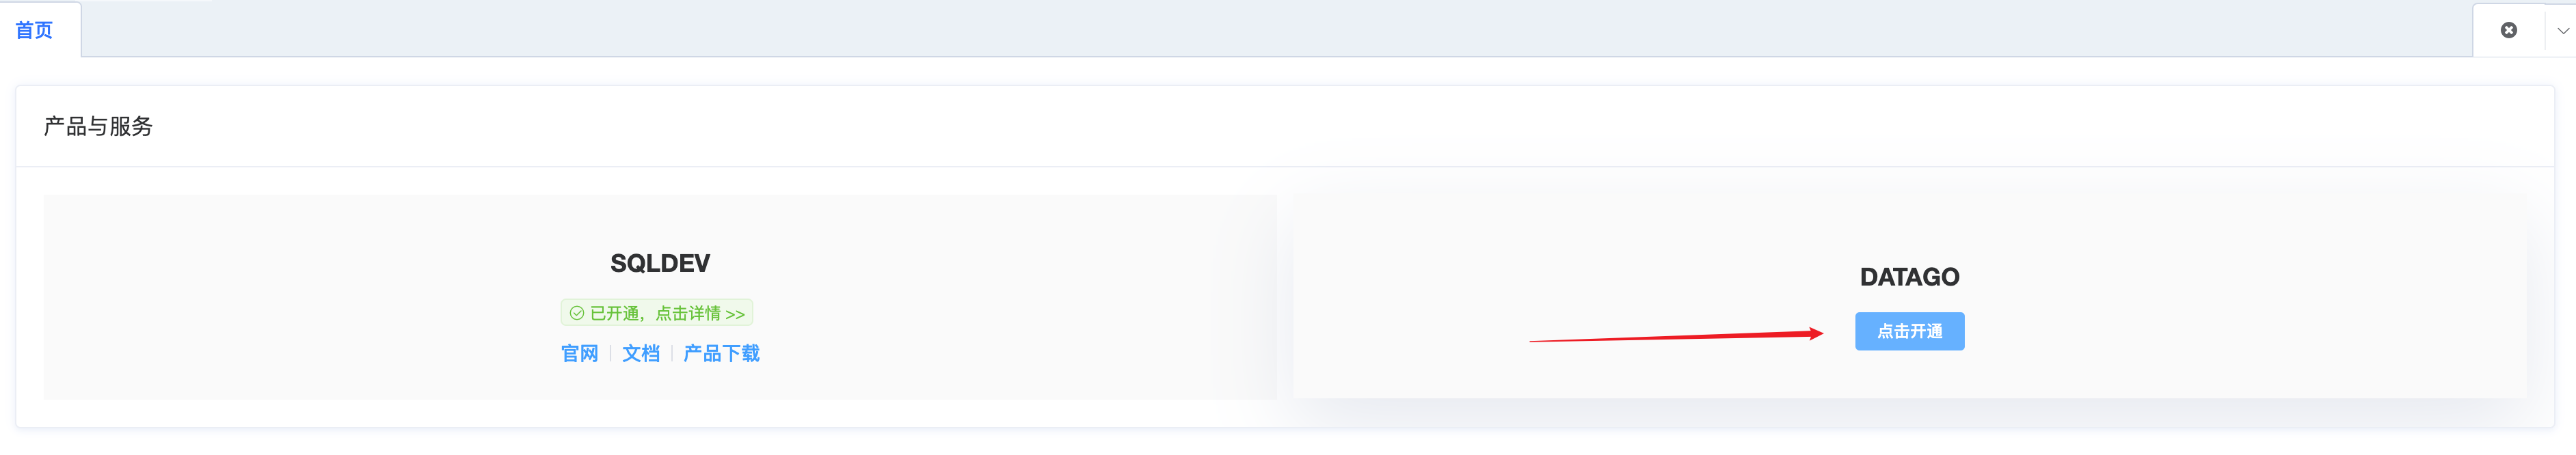 首页
产品与服务
SQLDEV
已开通，点击详情 >>
官网 | 文档 | 产品下载
DATAGO
点击开通